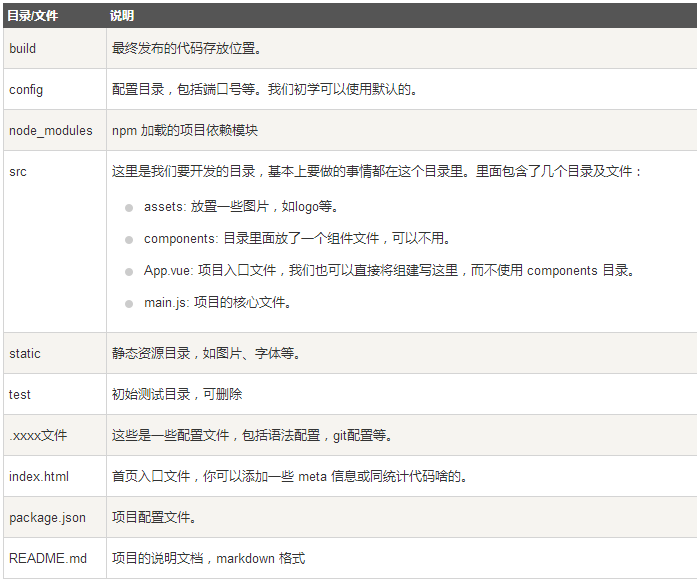 目录/文件 说明
build 最终发布的代码存放位置。
config 配置目录，包括端口号等。我们初学可以使用默认的。
node_modules npm 加载的项目依赖模块
src 这里是我们要开发的目录，基本上要做的事情都在这个目录里。里面包含了几个目录及文件：
assets: 放置一些图片，如logo等。
components: 目录里面放了一个组件文件，可以不用。
App.vue: 项目入口文件，我们也可以直接将组建写这里，而不使用 components 目录。
main.js: 项目的核心文件。
static 静态资源目录，如图片、字体等。
test 初始测试目录，可删除
.xxxx文件 这些是一些配置文件，包括语法配置，git配置等。
index.html 首页入口文件，你可以添加一些 meta 信息或同统计代码啥的。
package.json 项目配置文件。
README.md 项目的说明文档，markdown 格式